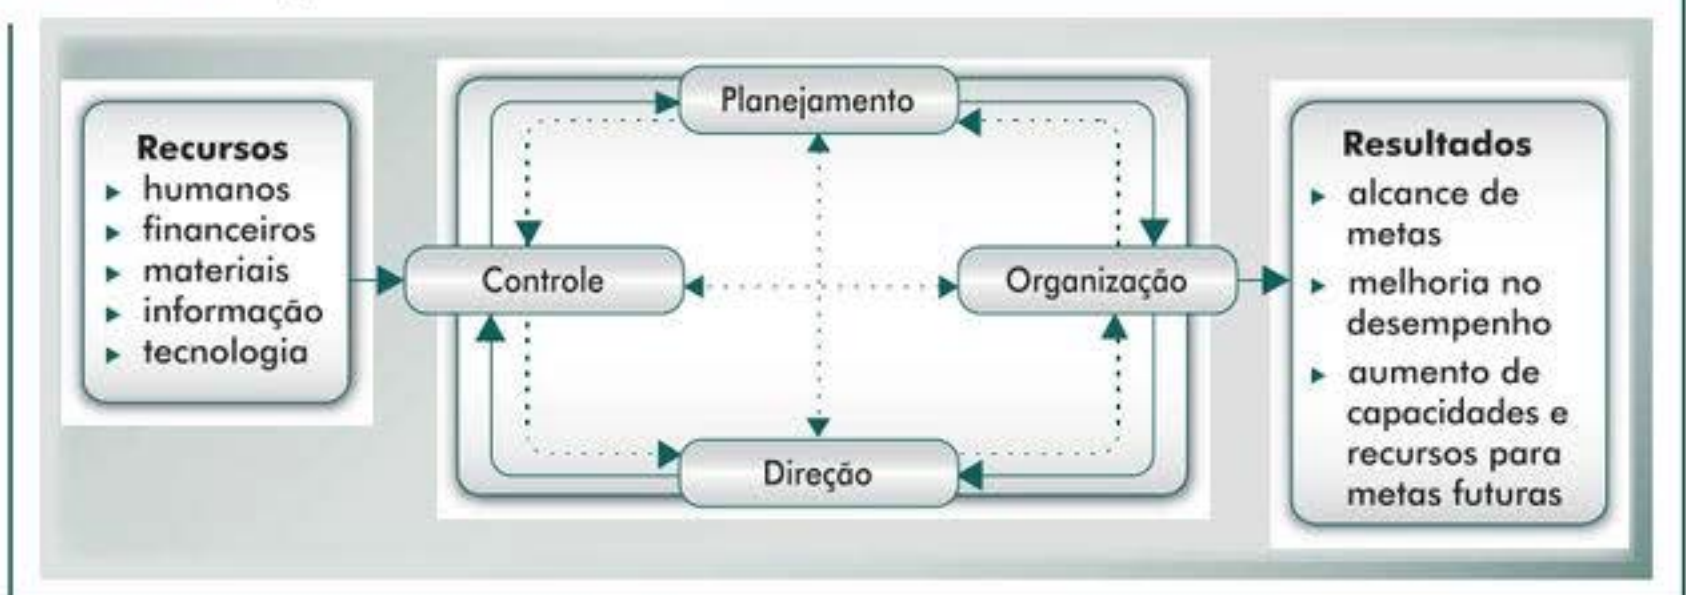 Recursos
humanos
financeiros
materiais
informação
tecnologia
Planejamento
Controle
Organização
Direção
Resultados
alcance de
metas
melhoria no
desempenho
aumento de
capacidades e
recursos para
metas futuras